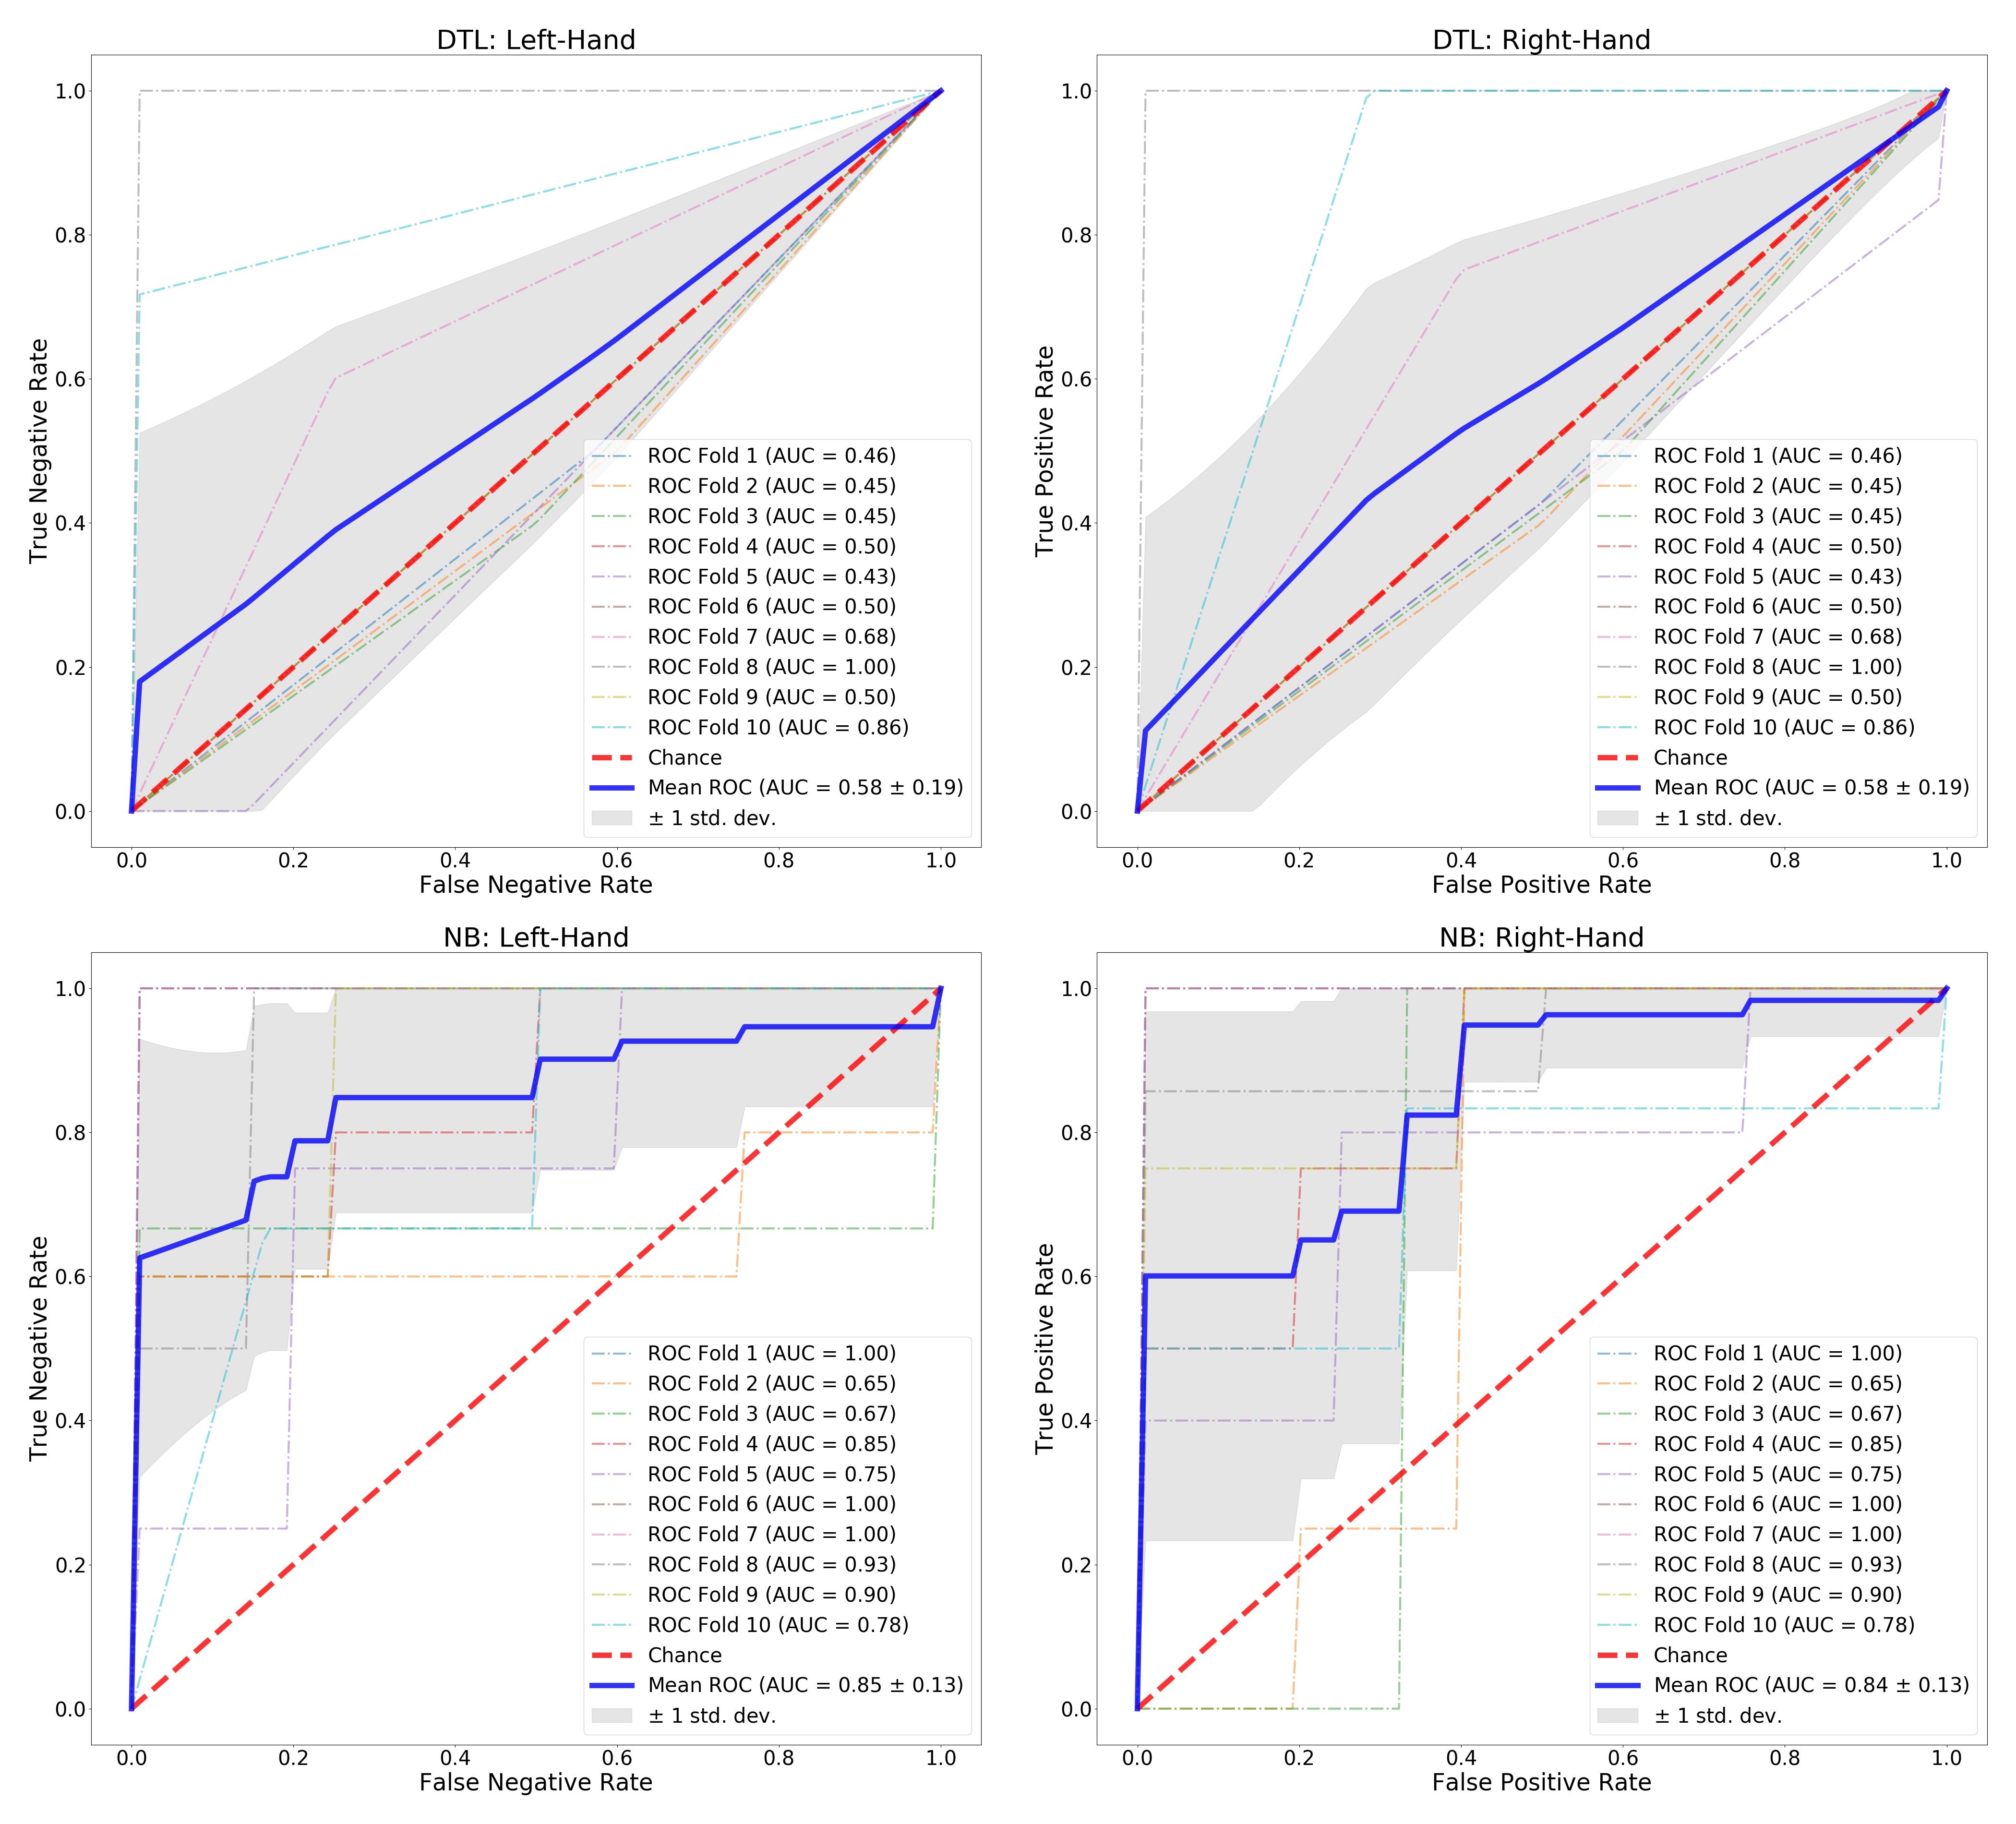 DTL: Left-Hand
True Negative Rate
1.0
0.8
0.6
0.4
0.2
0.0
ROC Fold 1 (AUC = 0.46)
ROC Fold 2 (AUC = 0.45)
ROC Fold 3 (AUC = 0.45)
ROC Fold 4 (AUC = 0.50)
ROC Fold 5 (AUC = 0.43)
ROC Fold 6 (AUC = 0.50)
ROC Fold 7 (AUC = 0.68)
ROC Fold 8 (AUC = 1.00)
ROC Fold 9 (AUC = 0.50)
ROC Fold 10 (AUC = 0.86)
Chance
Mean ROC (AUC = 0.58 ± 0.19)
± 1 std. dev.
0.0 0.2 0.4 0.6 0.8 1.0
False Negative Rate
DTL: Right-Hand
True Positive Rate
1.0
0.8
0.6
0.4
0.2
0.0
ROC Fold 1 (AUC = 0.46)
ROC Fold 2 (AUC = 0.45)
ROC Fold 3 (AUC = 0.45)
ROC Fold 4 (AUC = 0.50)
ROC Fold 5 (AUC = 0.43)
ROC Fold 6 (AUC = 0.50)
ROC Fold 7 (AUC = 0.68)
ROC Fold 8 (AUC = 1.00)
ROC Fold 9 (AUC = 0.50)
ROC Fold 10 (AUC = 0.86)
Chance
Mean ROC (AUC = 0.58 ± 0.19)
± 1 std. dev.
0.0 0.2 0.4 0.6 0.8 1.0
False Positive Rate
NB: Left-Hand
True Negative Rate
1.0
0.8
0.6
0.4
0.2
0.0
ROC Fold 1 (AUC = 1.00)
ROC Fold 2 (AUC = 0.65)
ROC Fold 3 (AUC = 0.67)
ROC Fold 4 (AUC = 0.85)
ROC Fold 5 (AUC = 0.75)
ROC Fold 6 (AUC = 1.00)
ROC Fold 7 (AUC = 1.00)
ROC Fold 8 (AUC = 0.93)
ROC Fold 9 (AUC = 0.90)
ROC Fold 10 (AUC = 0.78)
Chance
Mean ROC (AUC = 0.85 ± 0.13)
± 1 std. dev.
0.0 0.2 0.4 0.6 0.8 1.0
False Negative Rate
NB: Right-Hand
True Positive Rate
1.0
0.8
0.6
0.4
0.2
0.0
ROC Fold 1 (AUC = 1.00)
ROC Fold 2 (AUC = 0.65)
ROC Fold 3 (AUC = 0.67)
ROC Fold 4 (AUC = 0.85)
ROC Fold 5 (AUC = 0.75)
ROC Fold 6 (AUC = 1.00)
ROC Fold 7 (AUC = 1.00)
ROC Fold 8 (AUC = 0.93)
ROC Fold 9 (AUC = 0.90)
ROC Fold 10 (AUC = 0.78)
Chance
Mean ROC (AUC = 0.84 ± 0.13)
± 1 std. dev.
0.0 0.2 0.4 0.6 0.8 1.0
False Positive Rate